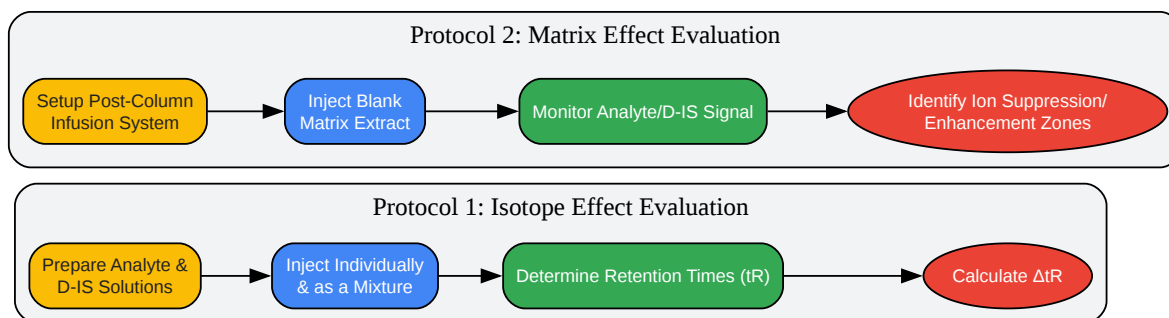 Protocol 2: Matrix Effect Evaluation
Setup Post-Column
Infusion System
Inject Blank
Matrix Extract
Monitor Analyte/D-IS Signal
Identify Ion Suppression/
Enhancement Zones
Protocol 1: Isotope Effect Evaluation
Prepare Analyte &
D-IS Solutions
Inject Individually
& as a Mixture
Determine Retention Times (tR)
Calculate ΔtR